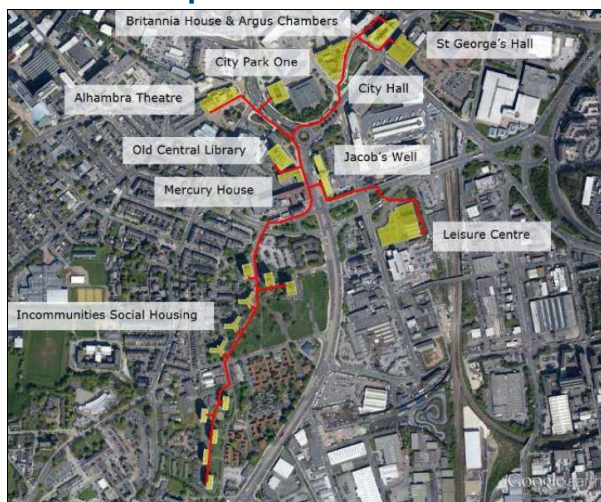 Britannia House & Argus Chambers
St George's Hall
City Park One
City Hall
Alhambra Theatre
Old Central Library
Jacob's Well
Mercury House
Leisure Centre
Incommunities Social Housing
Google earth